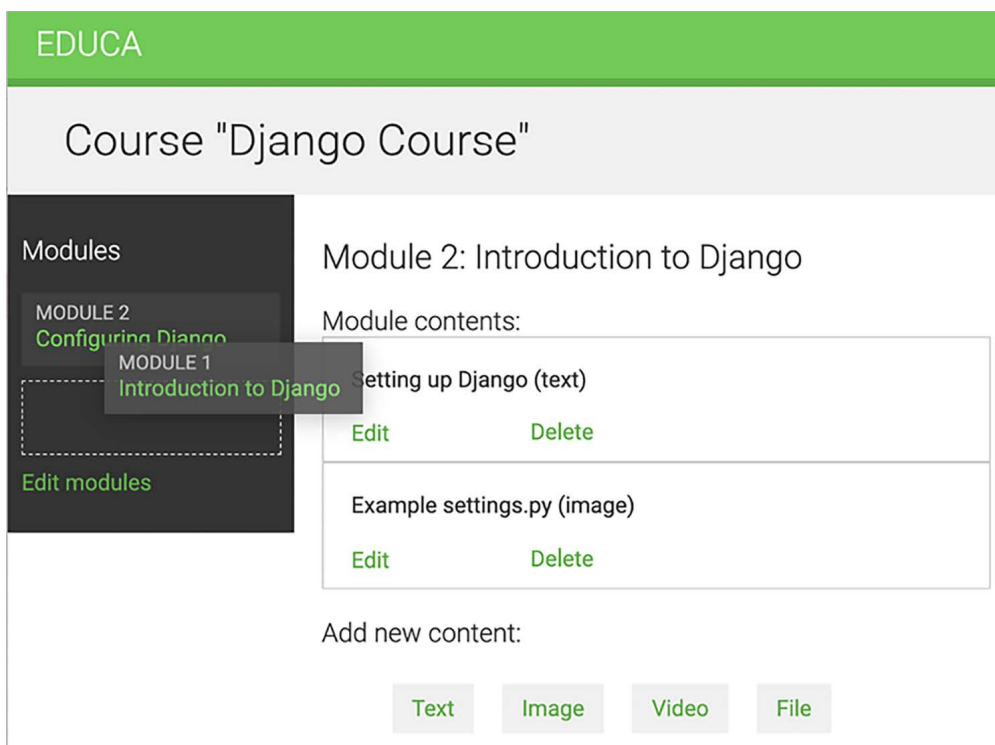 EDUCA
Course "Django Course"
Modules
MODULE 2
Configuring Django
MODULE 1
Introduction to Django
Edit modules
Module 2: Introduction to Django
Module contents:
Setting up Django (text)
Edit Delete
Example settings.py (image)
Edit Delete
Add new content:
Text Image Video File